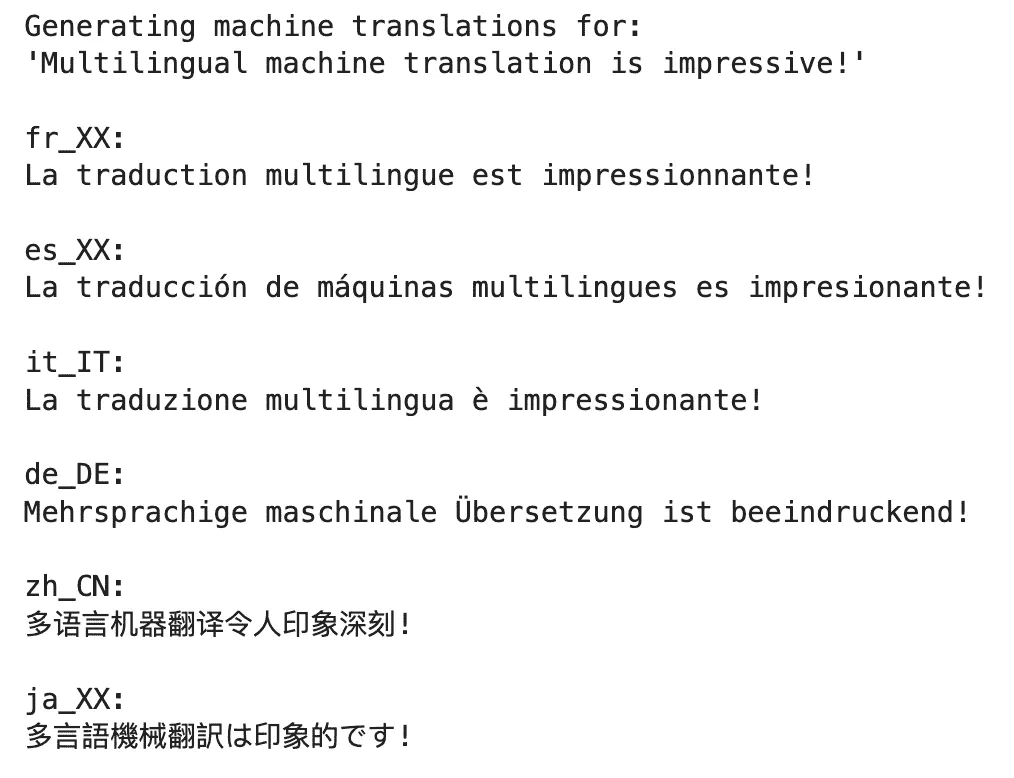 Generating machine translations for:
'Multilingual machine translation is impressive!'
fr_XX:
La traduction multilingue est impressionnante!
es_XX:
La traducción de máquinas multilingues es impresionante!
it_IT:
La traduzione multilingua è impressionante!
de_DE:
Mehrsprachige maschinale Übersetzung ist beeindruckend!
zh_CN:
多语言机器翻译令人印象深刻!
ja_XX:
多言語機械翻訳は印象的です!